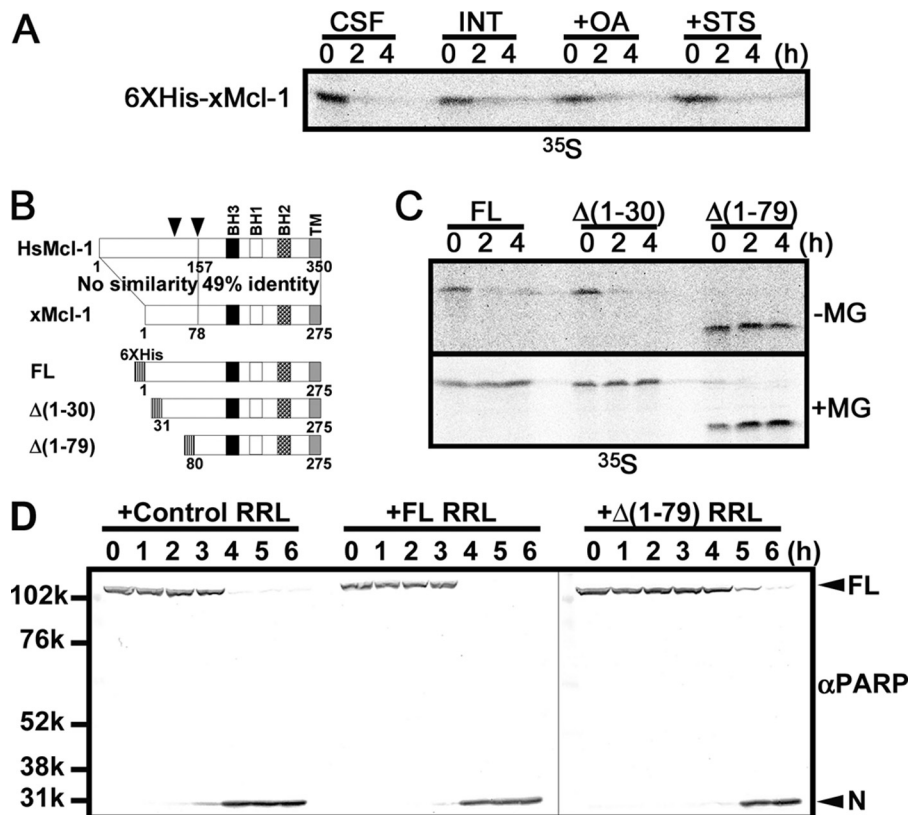 A
CSF INT +OA +STS
0 2 4 0 2 4 0 2 4 0 2 4 (h)
6XHis-xMcl-1
35S
B
BH3 BH1 BH2 TM
HsMcl-1
1 157 350
No similarity 49% identity
xMcl-1
1 78 275
6XHis
FL
1 275
Δ(1-30)
31 275
Δ(1-79)
80 275
C
FL Δ(1-30) Δ(1-79)
0 2 4 0 2 4 0 2 4 (h)
-MG
+MG
35S
D
+Control RRL +FL RRL +Δ(1-79) RRL
0 1 2 3 4 5 6 0 1 2 3 4 5 6 0 1 2 3 4 5 6 (h)
102k
76k
52k
38k
31k
FL
αPARP
N